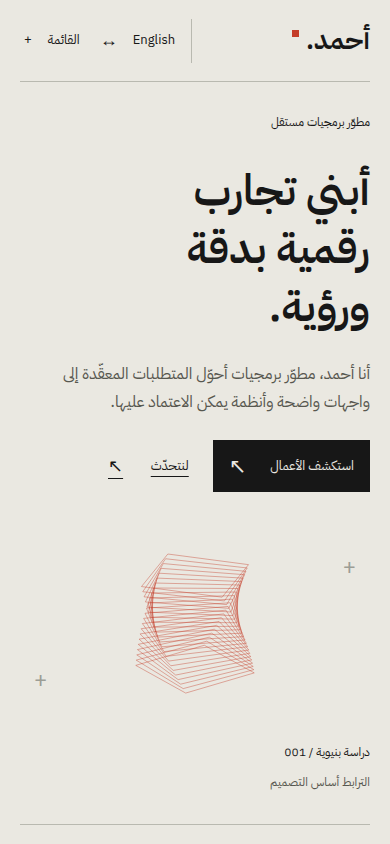 أحمد.
English ↔
القائمة +
مطوّر برمجيات مستقل
أبني تجارب
رقمية بدقة
ورؤية.
أنا أحمد، مطوّر برمجيات أحوّل المتطلبات المعقّدة إلى
واجهات واضحة وأنظمة يمكن الاعتماد عليها.
استكشف الأعمال ↖
لنتحدّث ↖
+
+
دراسة بنيوية / 001
الترابط أساس التصميم